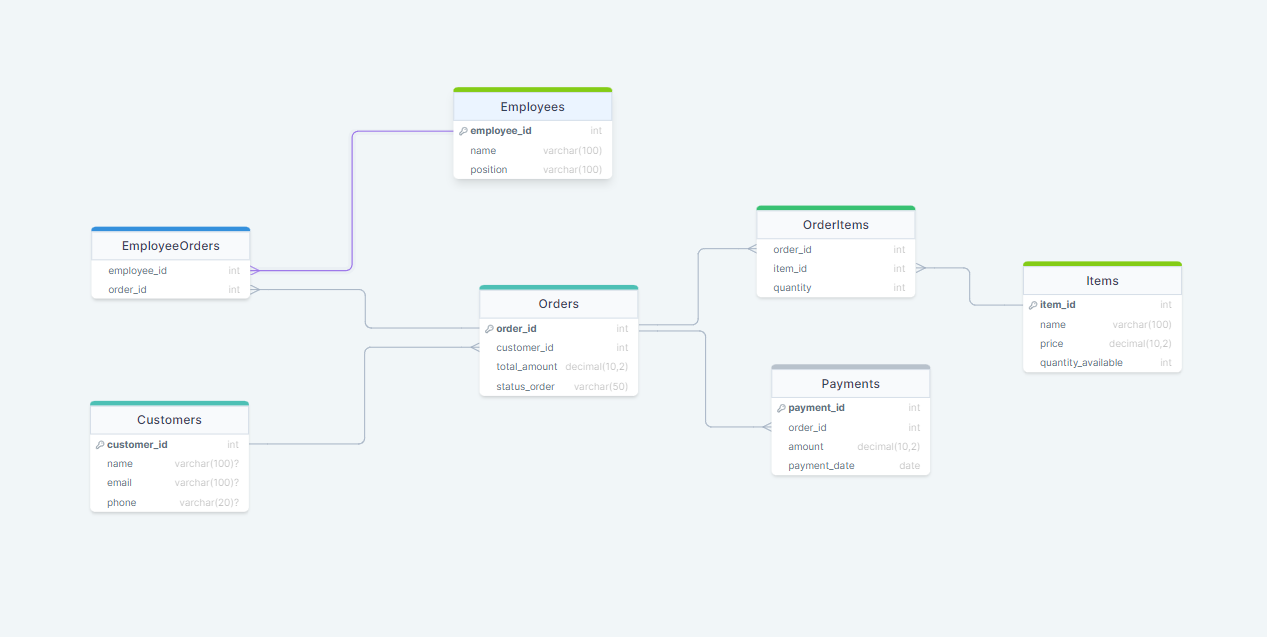 Employees
employee_id int
name varchar(100)
position varchar(100)
EmployeeOrders
employee_id int
order_id int
Orders
order_id int
customer_id int
total_amount decimal(10,2)
status_order varchar(50)
Customers
customer_id int
name varchar(100)?
email varchar(100)?
phone varchar(20)?
OrderItems
order_id int
item_id int
quantity int
Payments
payment_id int
order_id int
amount decimal(10,2)
payment_date date
Items
item_id int
name varchar(100)
price decimal(10,2)
quantity_available int